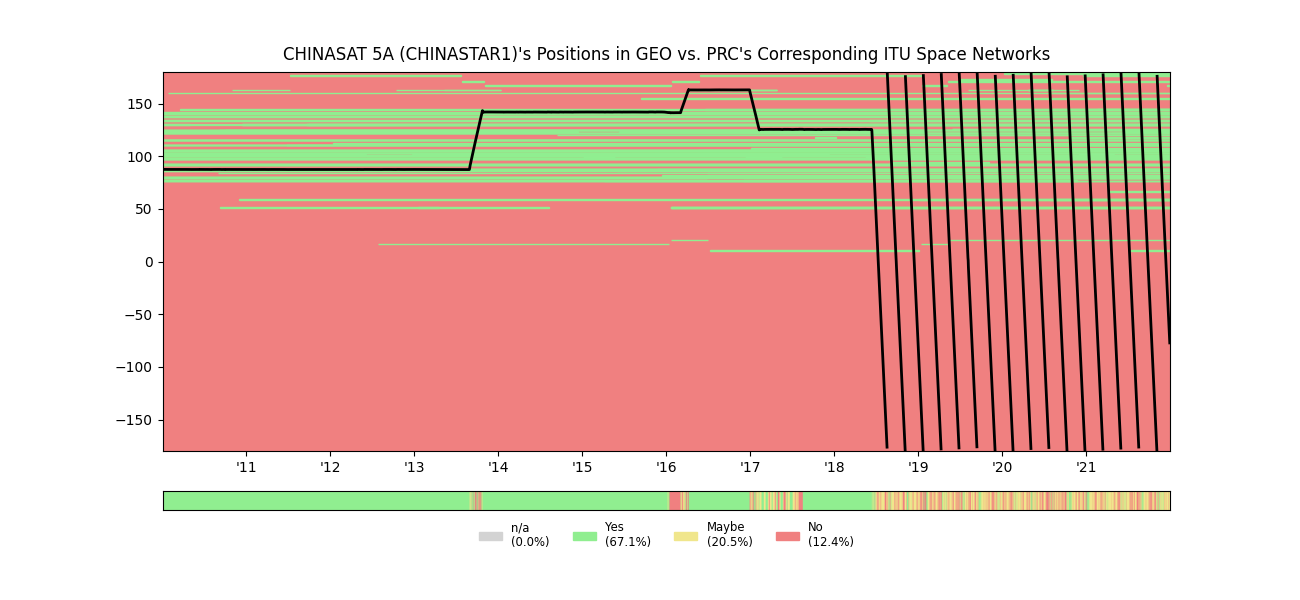 CHINASAT 5A (CHINASTAR1)'s Positions in GEO vs. PRC's Corresponding ITU Space Networks
150
100
50
0
−50
−100
−150
'11 '12 '13 '14 '15 '16 '17 '18 '19 '20 '21
n/a Yes Maybe No
(0.0%) (67.1%) (20.5%) (12.4%)